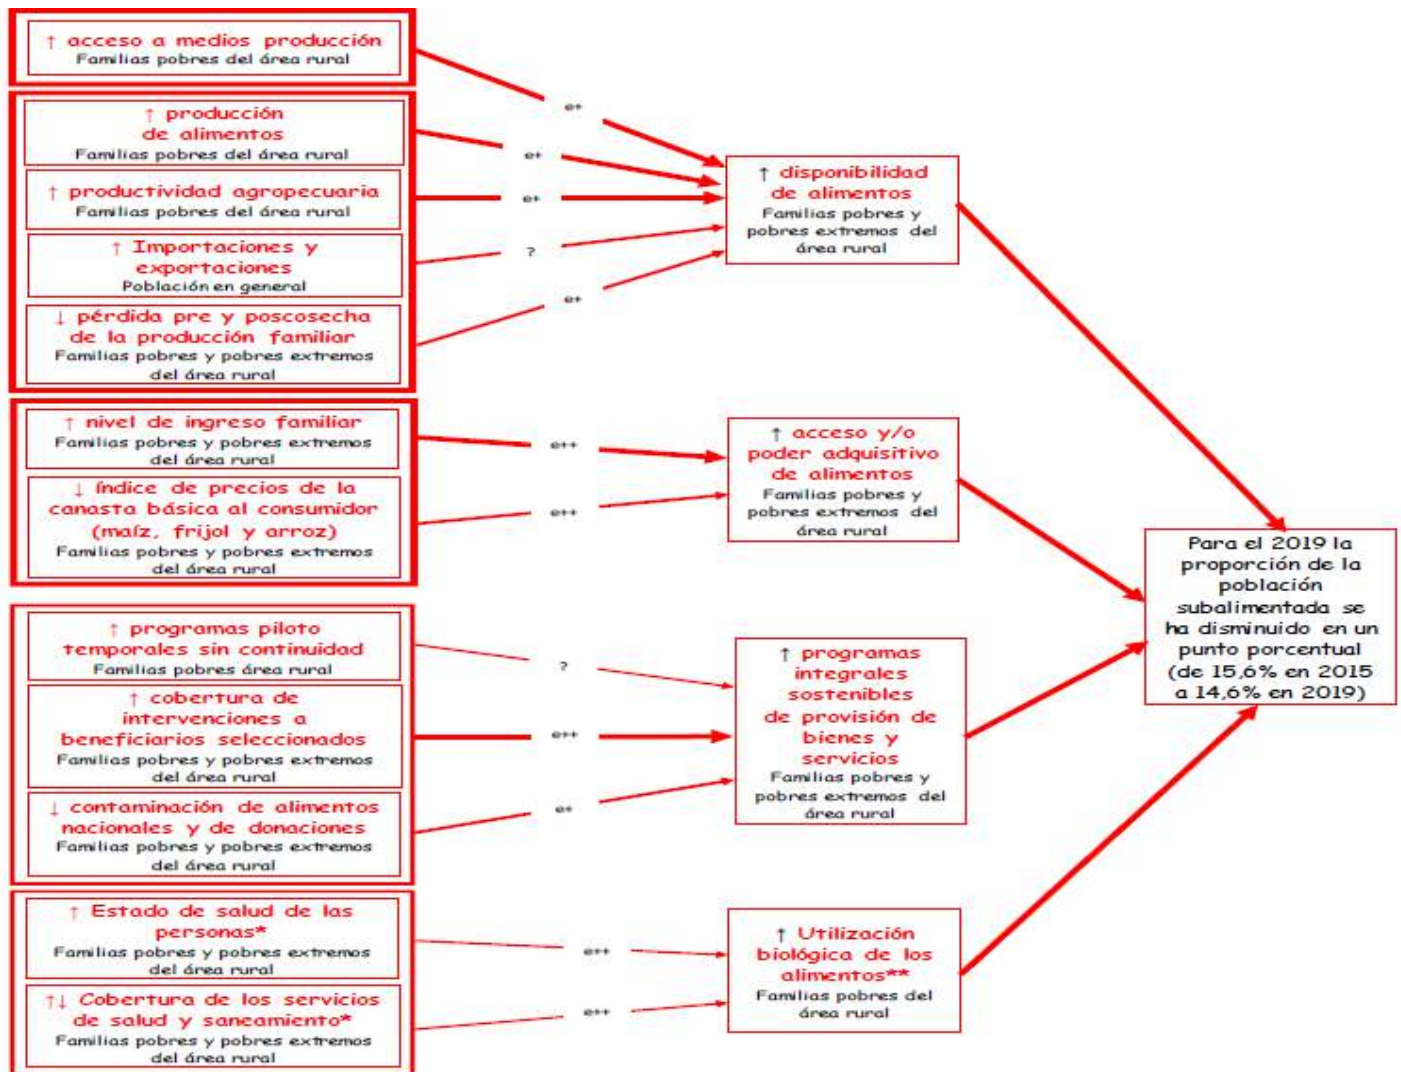 ↑ acceso a medios producción
Familias pobres del área rural
↑ producción
de alimentos
Familias pobres del área rural
↑ productividad agropecuaria
Familias pobres del área rural
↑ Importaciones y
exportaciones
Población en general
↓ pérdida pre y poscosecha
de la producción familiar
Familias pobres y pobres extremos
del área rural
e+
e+
e+
?
e+
↑ disponibilidad
de alimentos
Familias pobres y
pobres extremos del
área rural
↑ nivel de ingreso familiar
Familias pobres y pobres extremos
del área rural
↓ índice de precios de la
canasta básica al consumidor
(maíz, frijol y arroz)
Familias pobres y pobres extremos
del área rural
e++
e++
↑ acceso y/o
poder adquisitivo
de alimentos
Familias pobres y
pobres extremos del
área rural
↑ programas piloto
temporales sin continuidad
Familias pobres área rural
↑ cobertura de
intervenciones a
beneficiarios seleccionados
Familias pobres y pobres extremos
del área rural
↓ contaminación de alimentos
nacionales y de donaciones
Familias pobres y pobres extremos
del área rural
?
e++
e+
↑ programas
integrales
sostenibles
de provisión de
bienes y
servicios
Familias pobres y
pobres extremos del
área rural
↑ Estado de salud de las
personas*
Familias pobres y pobres extremos
del área rural
↑↓ Cobertura de los servicios
de salud y saneamiento*
Familias pobres y pobres extremos
del área rural
e++
e++
↑ Utilización
biológica de los
alimentos**
Familias pobres del
área rural
Para el 2019 la
proporción de la
población
subalimentada se
ha disminuido en un
punto porcentual
(de 15,6% en 2015
a 14,6% en 2019)